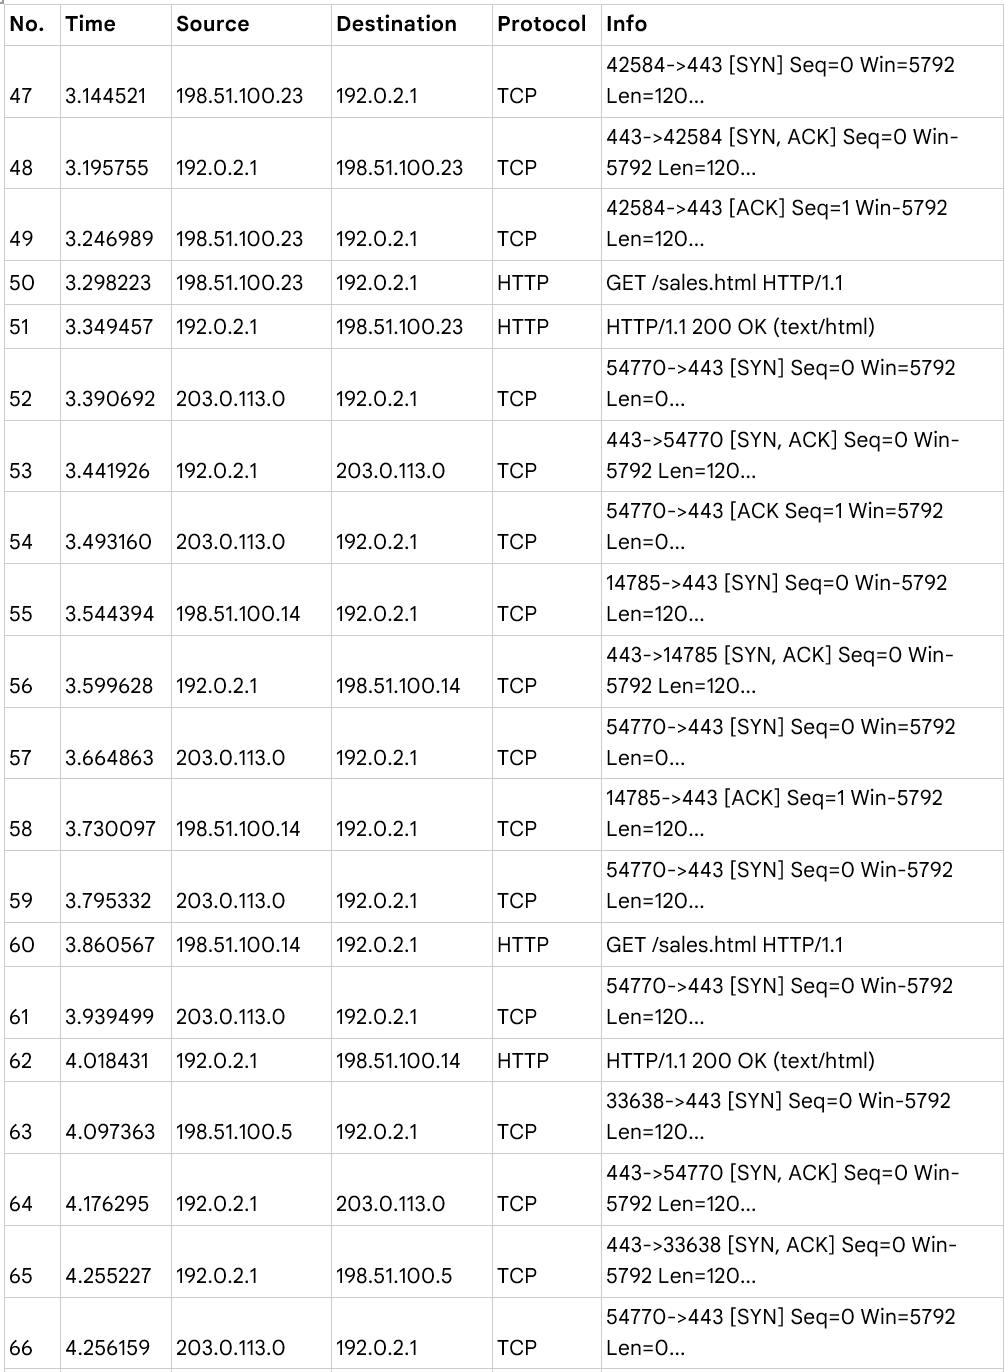 No. Time Source Destination Protocol Info
42584->443 [SYN] Seq=0 Win=5792
47 3.144521 198.51.100.23 192.0.2.1 TCP Len=120...
443->42584 [SYN, ACK] Seq=0 Win-
48 3.195755 192.0.2.1 198.51.100.23 TCP 5792 Len=120...
42584->443 [ACK] Seq=1 Win-5792
49 3.246989 198.51.100.23 192.0.2.1 TCP Len=120...
50 3.298223 198.51.100.23 192.0.2.1 HTTP GET /sales.html HTTP/1.1
51 3.349457 192.0.2.1 198.51.100.23 HTTP HTTP/1.1 200 OK (text/html)
54770->443 [SYN] Seq=0 Win=5792
52 3.390692 203.0.113.0 192.0.2.1 TCP Len=0...
443->54770 [SYN, ACK] Seq=0 Win-
53 3.441926 192.0.2.1 203.0.113.0 TCP 5792 Len=120...
54770->443 [ACK Seq=1 Win=5792
54 3.493160 203.0.113.0 192.0.2.1 TCP Len=0...
14785->443 [SYN] Seq=0 Win-5792
55 3.544394 198.51.100.14 192.0.2.1 TCP Len=120...
443->14785 [SYN, ACK] Seq=0 Win-
56 3.599628 192.0.2.1 198.51.100.14 TCP 5792 Len=120...
54770->443 [SYN] Seq=0 Win=5792
57 3.664863 203.0.113.0 192.0.2.1 TCP Len=0...
14785->443 [ACK] Seq=1 Win-5792
58 3.730097 198.51.100.14 192.0.2.1 TCP Len=120...
54770->443 [SYN] Seq=0 Win-5792
59 3.795332 203.0.113.0 192.0.2.1 TCP Len=120...
60 3.860567 198.51.100.14 192.0.2.1 HTTP GET /sales.html HTTP/1.1
54770->443 [SYN] Seq=0 Win-5792
61 3.939499 203.0.113.0 192.0.2.1 TCP Len=120...
62 4.018431 192.0.2.1 198.51.100.14 HTTP HTTP/1.1 200 OK (text/html)
33638->443 [SYN] Seq=0 Win-5792
63 4.097363 198.51.100.5 192.0.2.1 TCP Len=120...
443->54770 [SYN, ACK] Seq=0 Win-
64 4.176295 192.0.2.1 203.0.113.0 TCP 5792 Len=120...
443->33638 [SYN, ACK] Seq=0 Win-
65 4.255227 192.0.2.1 198.51.100.5 TCP 5792 Len=120...
54770->443 [SYN] Seq=0 Win=5792
66 4.256159 203.0.113.0 192.0.2.1 TCP Len=0...